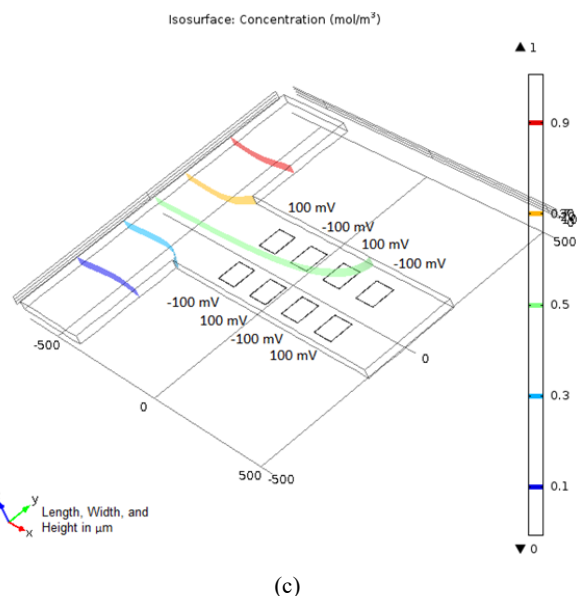 Isosurface: Concentration (mol/m³)
▲ 1
0.9
0.5
0.3
0.1
▼ 0
500
100 mV
-100 mV
100 mV
-100 mV
-100 mV
100 mV
-100 mV
100 mV
0
-500
0
500
-500
y
x
Length, Width, and
Height in µm
(c)